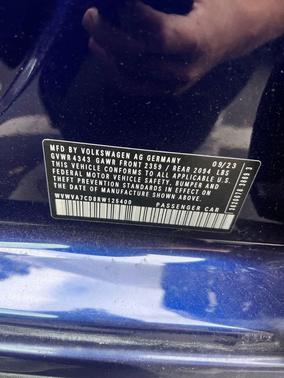 MFD BY VOLKSWAGEN AG GERMANY 09/23
GVWR 4343 GAWR FRONT 2359 / REAR 2094 LBS
THIS VEHICLE CONFORMS TO ALL APPLICABLE U.S.
FEDERAL MOTOR VEHICLE SAFETY, BUMPER, AND
THEFT PREVENTION STANDARDS IN EFFECT ON
THE DATE OF MANUFACTURE SHOWN ABOVE.
WVWVA7CD8RW126400
PASSENGER CAR